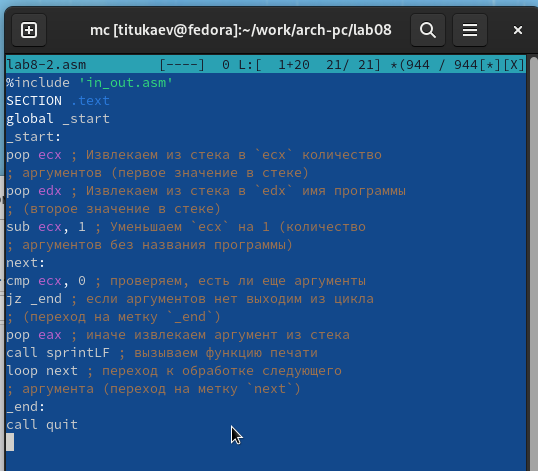 mc [titukaev@fedora]:~/work/arch-pc/lab08
lab8-2.asm [----] 0 L:[ 1+20 21/ 21] *(944 / 944[*][X]
%include 'in_out.asm'
SECTION .text
global _start
_start:
pop ecx ; Извлекаем из стека в `ecx` количество
; аргументов (первое значение в стеке)
pop edx ; Извлекаем из стека в `edx` имя программы
; (второе значение в стеке)
sub ecx, 1 ; Уменьшаем `ecx` на 1 (количество
; аргументов без названия программы)
next:
cmp ecx, 0 ; проверяем, есть ли еще аргументы
jz _end ; если аргументов нет выходим из цикла
; (переход на метку `_end`)
pop eax ; иначе извлекаем аргумент из стека
call sprintLF ; вызываем функцию печати
loop next ; переход к обработке следующего
; аргумента (переход на метку `next`)
_end:
call quit